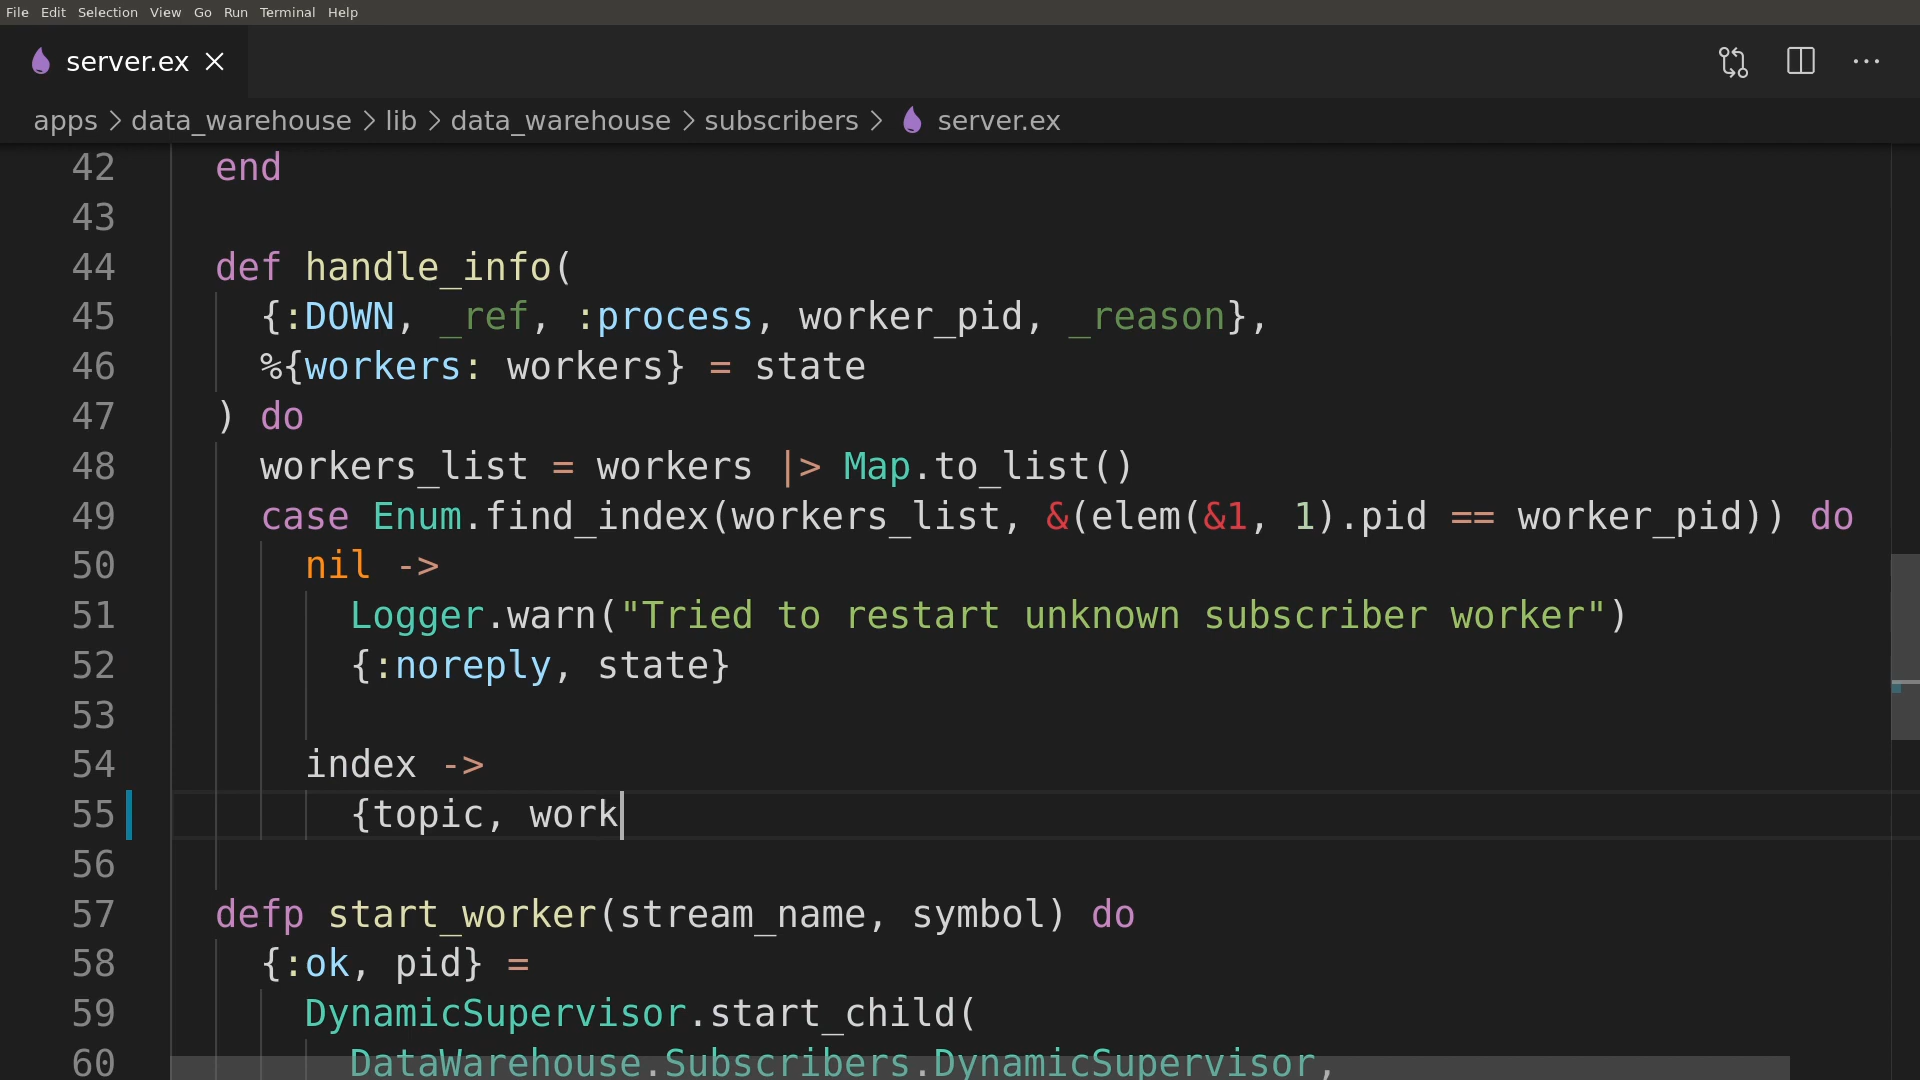 File Edit Selection View Go Run Terminal Help
server.ex
apps > data_warehouse > lib > data_warehouse > subscribers > server.ex
42 end
43
44 def handle_info(
45 {:DOWN, _ref, :process, worker_pid, _reason},
46 %{workers: workers} = state
47 ) do
48 workers_list = workers |> Map.to_list()
49 case Enum.find_index(workers_list, &(elem(&1, 1).pid == worker_pid)) do
50 nil ->
51 Logger.warn("Tried to restart unknown subscriber worker")
52 {:noreply, state}
53
54 index ->
55 {topic, work
56
57 defp start_worker(stream_name, symbol) do
58 {:ok, pid} =
59 DynamicSupervisor.start_child(
60 DataWarehouse.Subscribers.DynamicSupervisor,